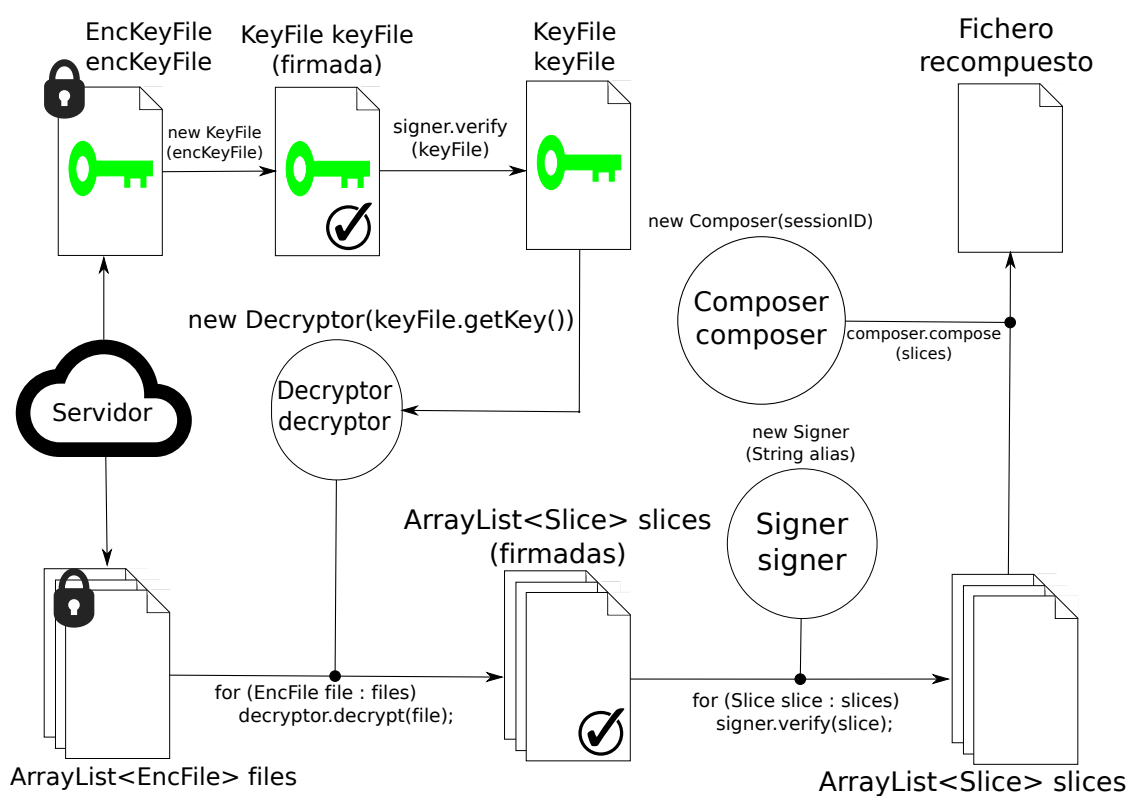 EncKeyFile
encKeyFile
KeyFile keyFile
(firmada)
KeyFile
keyFile
Fichero
recompuesto
new KeyFile
(encKeyFile)
signer.verify
(keyFile)
new Composer(sessionID)
Composer
composer
composer.compose
(slices)
new Decryptor(keyFile.getKey())
Decryptor
decryptor
Servidor
new Signer
(String alias)
Signer
signer
ArrayList<Slice> slices
(firmadas)
for (EncFile file : files)
decryptor.decrypt(file);
for (Slice slice : slices)
signer.verify(slice);
ArrayList<EncFile> files
ArrayList<Slice> slices